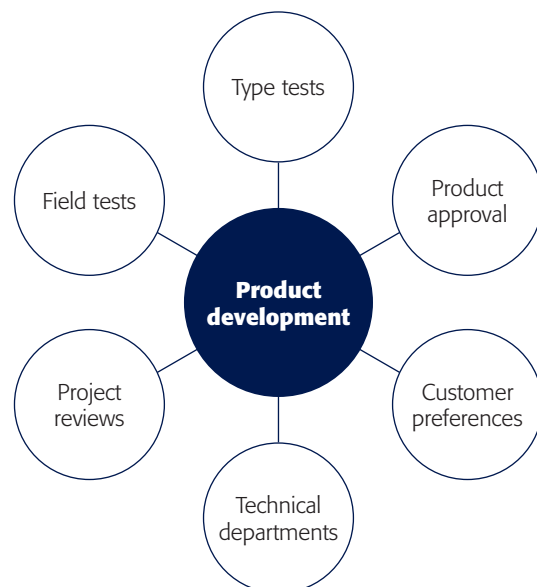 Type tests
Field tests
Product
approval
Product
development
Project
reviews
Customer
preferences
Technical
departments